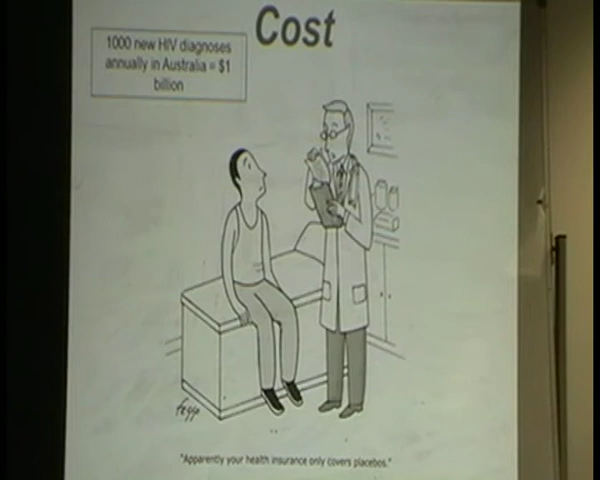 Cost
1000 new HIV diagnoses
annually in Australia = $1
billion
"Apparently your health insurance only covers placebos."